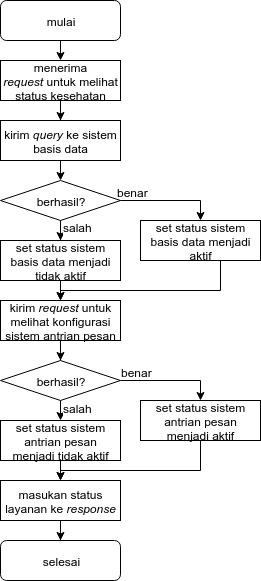 mulai
menerima
request untuk melihat
status kesehatan
kirim query ke sistem
basis data
berhasil?
benar
salah
set status sistem
basis data menjadi
aktif
set status sistem
basis data menjadi
tidak aktif
kirim request untuk
melihat konfigurasi
sistem antrian pesan
berhasil?
benar
salah
set status sistem
antrian pesan
menjadi aktif
set status sistem
antrian pesan
menjadi tidak aktif
masukan status
layanan ke response
selesai